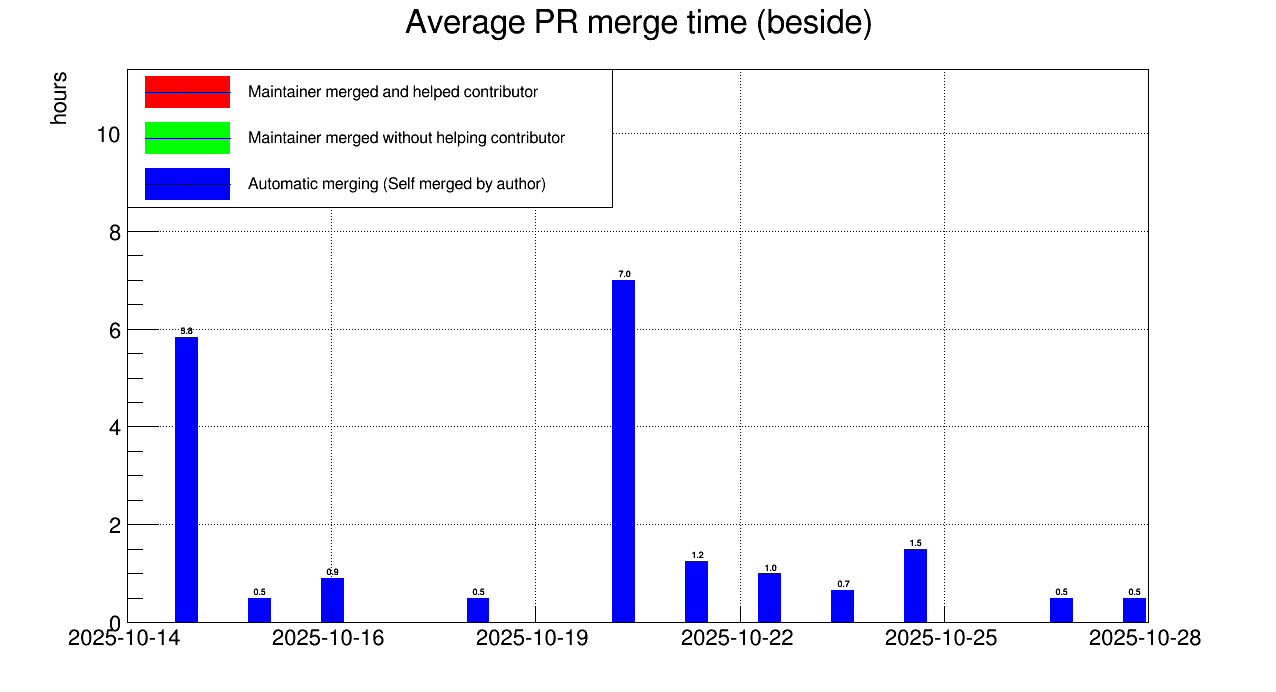 Average PR merge time (beside)
hours
Maintainer merged and helped contributor
Maintainer merged without helping contributor
Automatic merging (Self merged by author)
10
8
6
4
2
0
5.8
0.5
0.9
0.5
7.0
1.2
1.0
0.7
1.5
0.5
0.5
2025-10-14 2025-10-16 2025-10-19 2025-10-22 2025-10-25 2025-10-28